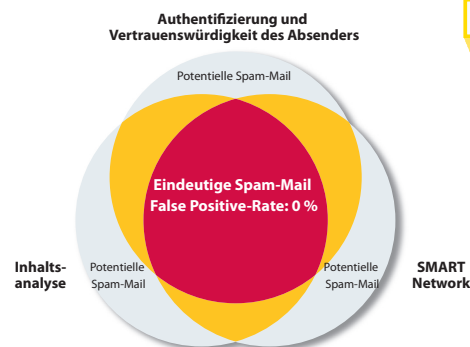 Authentifizierung und
Vertrauenswürdigkeit des Absenders
Potentielle Spam-Mail
Eindeutige Spam-Mail
False Positive-Rate: 0 %
Inhalts-
analyse
Potentielle
Spam-Mail
Potentielle
Spam-Mail
SMART
Network